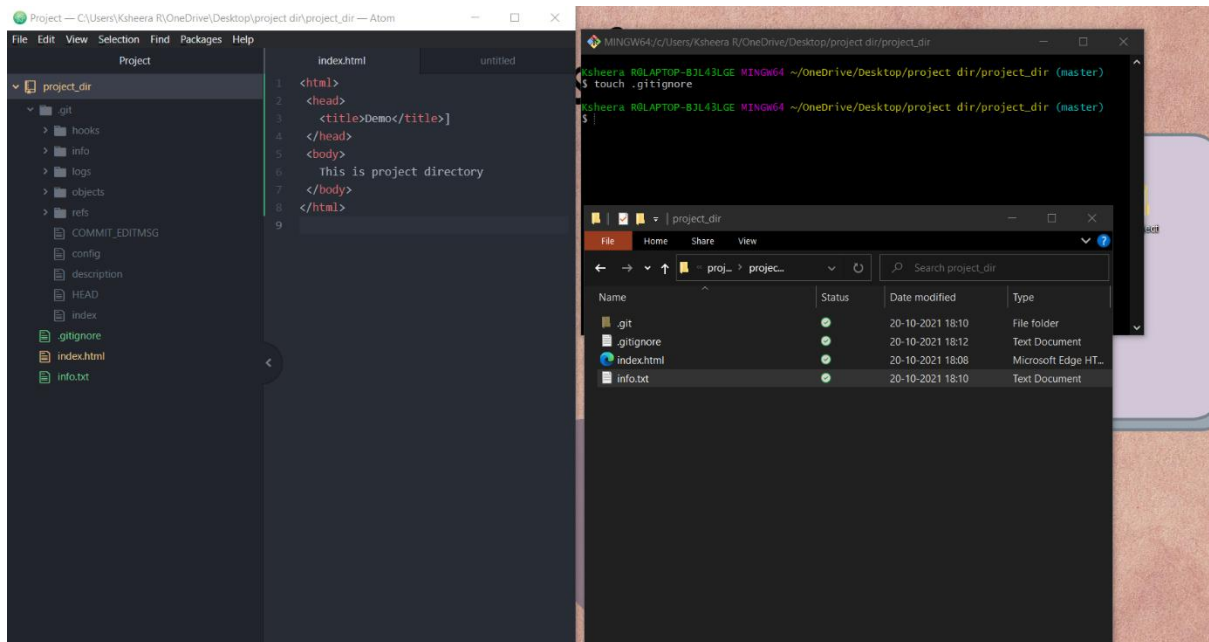 Project — C:\Users\Ksheera R\OneDrive\Desktop\project dir\project_dir — Atom
File Edit View Selection Find Packages Help
Project
project_dir
.git
hooks
info
logs
objects
refs
COMMIT_EDITMSG
config
description
HEAD
index
.gitignore
index.html
info.txt
index.html untitled
1 <html>
2 <head>
3 <title>Demo</title>]
4 </head>
5 <body>
6 This is project directory
7 </body>
8 </html>
9
MINGW64:/c/Users/Ksheera R/OneDrive/Desktop/project dir/project_dir
Ksheera R@LAPTOP-BJL43LGE MINGW64 ~/OneDrive/Desktop/project dir/project_dir (master)
$ touch .gitignore
Ksheera R@LAPTOP-BJL43LGE MINGW64 ~/OneDrive/Desktop/project dir/project_dir (master)
$
project_dir
File Home Share View
proj... > projec... Search project_dir
Name Status Date modified Type
.git 20-10-2021 18:10 File folder
.gitignore 20-10-2021 18:12 Text Document
index.html 20-10-2021 18:08 Microsoft Edge HT...
info.txt 20-10-2021 18:10 Text Document